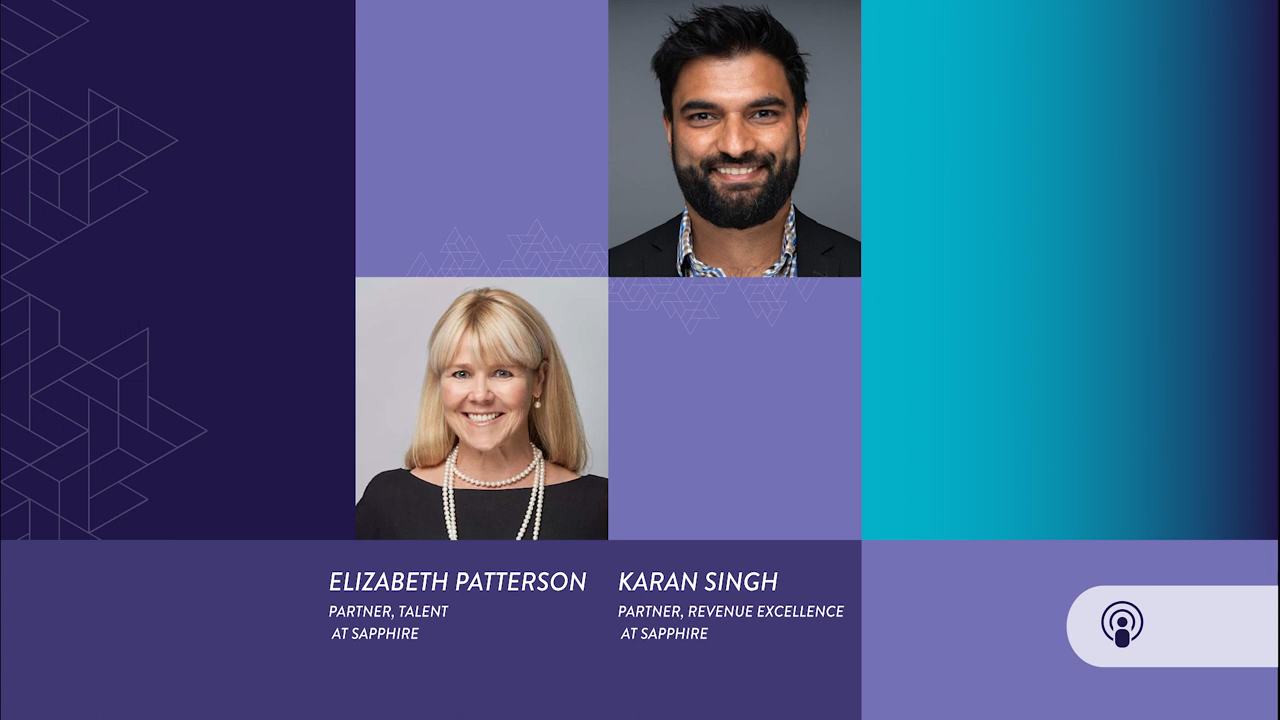 ELIZABETH PATTERSON
PARTNER, TALENT
AT SAPPHIRE
KARAN SINGH
PARTNER, REVENUE EXCELLENCE
AT SAPPHIRE